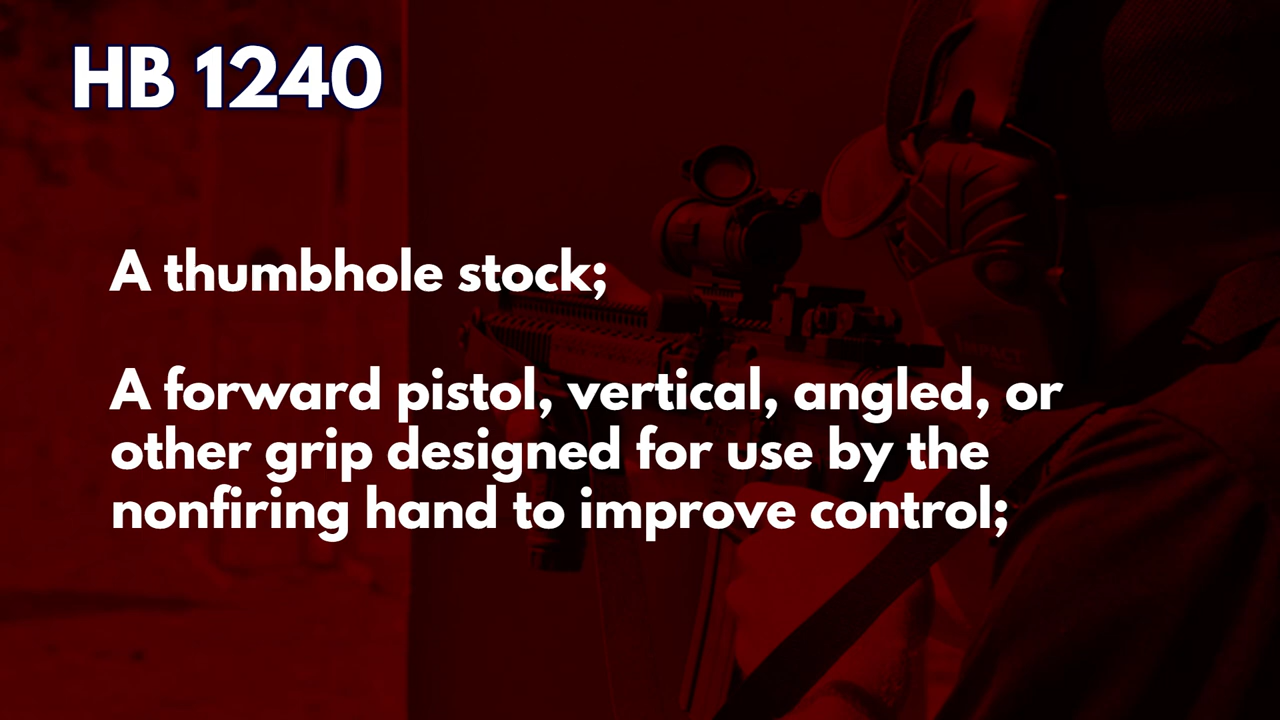 HB 1240
A thumbhole stock;
A forward pistol, vertical, angled, or
other grip designed for use by the
nonfiring hand to improve control;